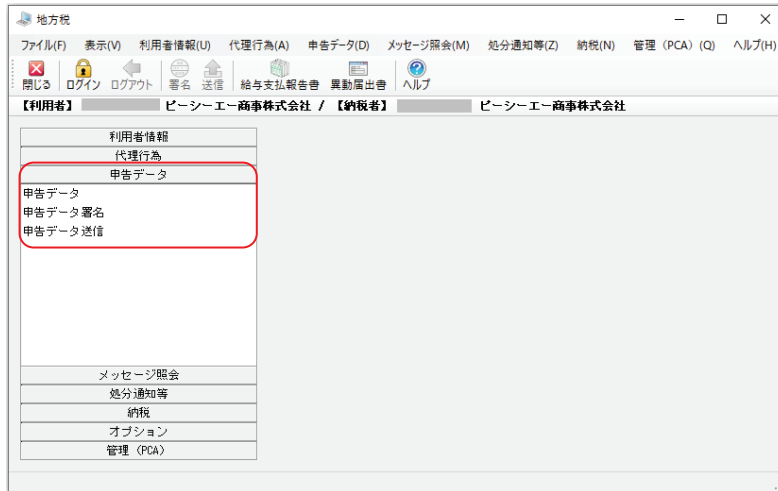 地方税
ファイル(F) 表示(V) 利用者情報(U) 代理行為(A) 申告データ(D) メッセージ照会(M) 処分通知等(Z) 納税(N) 管理（PCA）(Q) ヘルプ(H)
閉じる ログイン ログアウト 署名 送信 給与支払報告書 異動届出書 ヘルプ
【利用者】 ピーシーエー商事株式会社 / 【納税者】 ピーシーエー商事株式会社
利用者情報
代理行為
申告データ
申告データ
申告データ署名
申告データ送信
メッセージ照会
処分通知等
納税
オプション
管理（PCA）